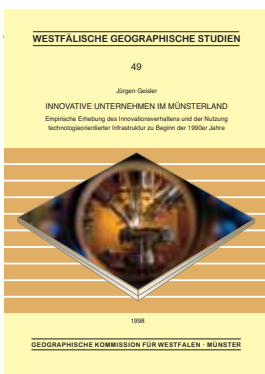 WESTFÄLISCHE GEOGRAPHISCHE STUDIEN
49
Jürgen Geisler
INNOVATIVE UNTERNEHMEN IM MÜNSTERLAND
Empirische Erhebung des Innovationsverhaltens und der Nutzung
technologieorientierter Infrastruktur zu Beginn der 1990er Jahre
1998
GEOGRAPHISCHE KOMMISSION FÜR WESTFALEN · MÜNSTER